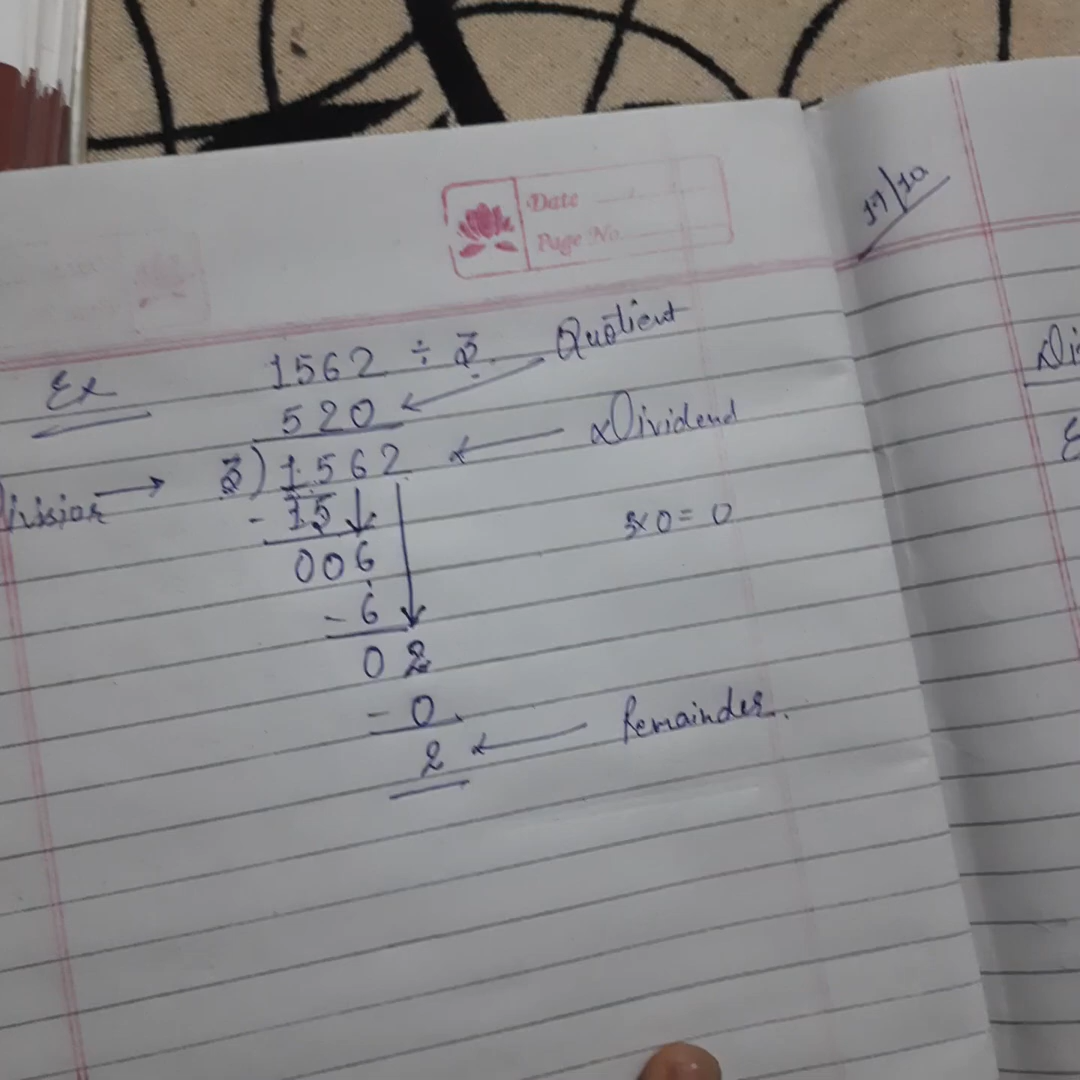 Date
Page No.
17/10
Ex 1562 ÷ 3 Quotient
520
3)1562 Dividend
- 15
3×0 = 0
006
- 6
02
- 0
2 Remainder.